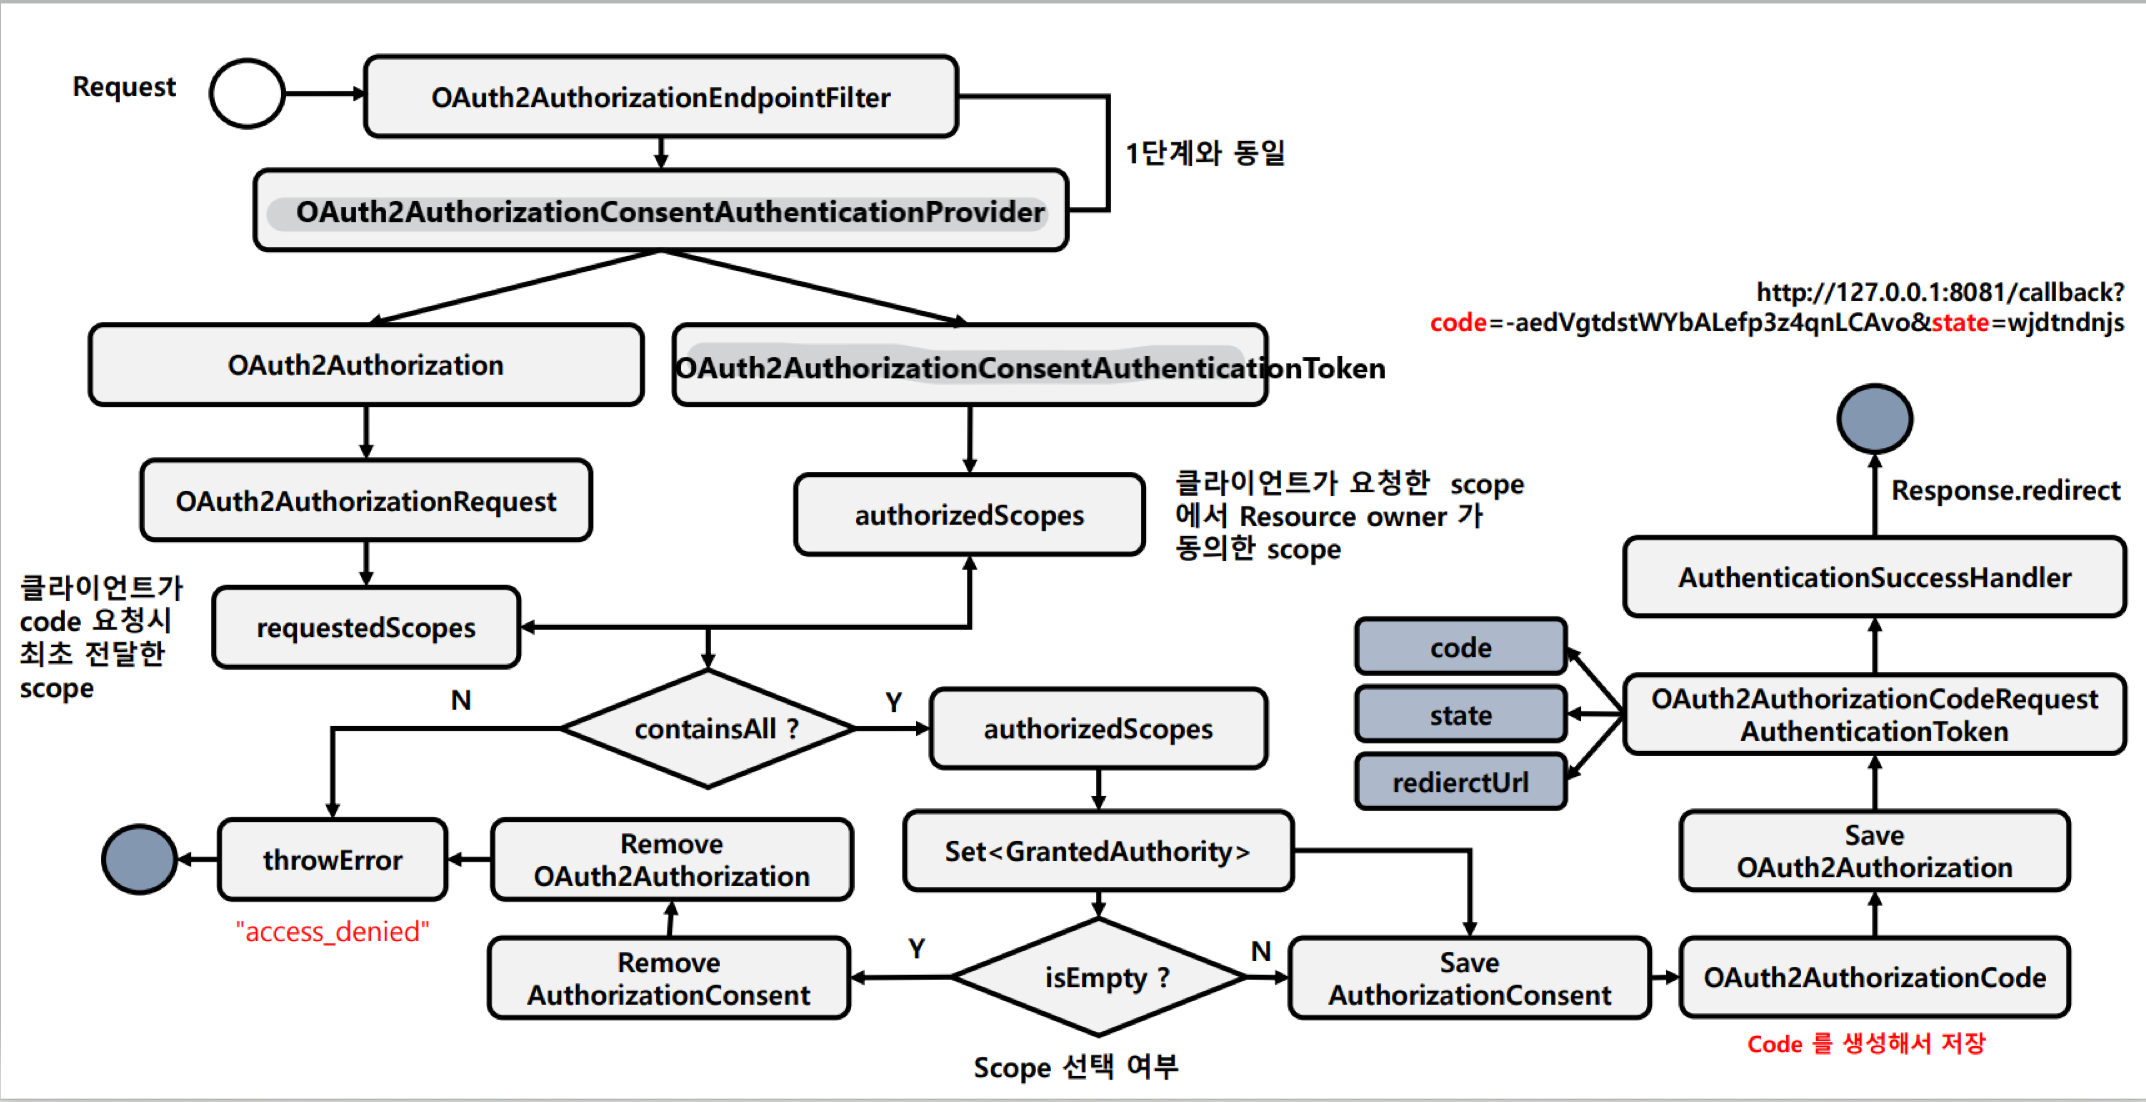 Request
OAuth2AuthorizationEndpointFilter
1단계와 동일
OAuth2AuthorizationConsentAuthenticationProvider
http://127.0.0.1:8081/callback?
code=-aedVgtdstWYbALefp3z4qnLCAvo&state=wjdtndnjs
OAuth2Authorization
OAuth2AuthorizationConsentAuthenticationToken
OAuth2AuthorizationRequest
authorizedScopes
클라이언트가 요청한 scope
에서 Resource owner 가
동의한 scope
Response.redirect
클라이언트가
code 요청시
최초 전달한
scope
requestedScopes
AuthenticationSuccessHandler
code
state
redierctUrl
OAuth2AuthorizationCodeRequest
AuthenticationToken
N
containsAll ?
Y
authorizedScopes
throwError
"access_denied"
Remove
OAuth2Authorization
Set<GrantedAuthority>
Save
OAuth2Authorization
Remove
AuthorizationConsent
Y
isEmpty ?
N
Save
AuthorizationConsent
OAuth2AuthorizationCode
Code 를 생성해서 저장
Scope 선택 여부